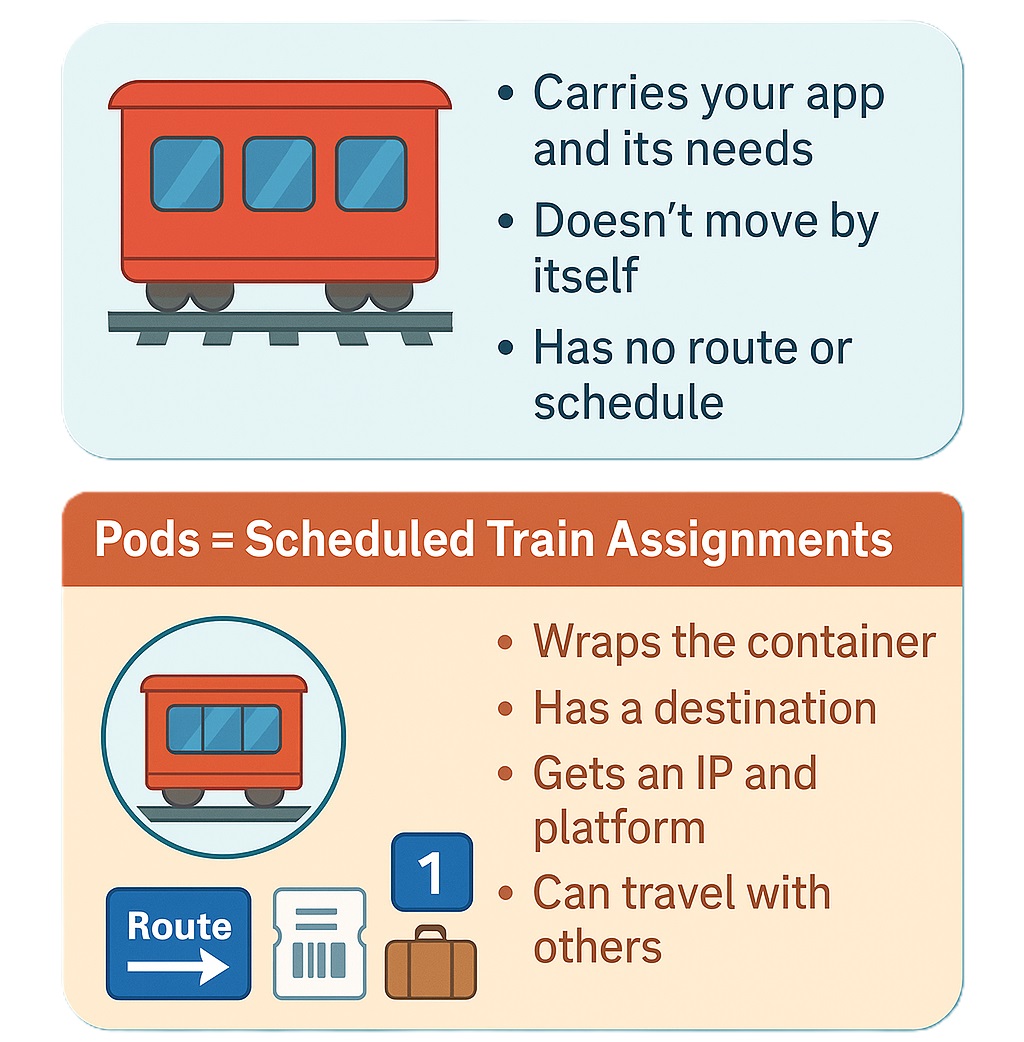 • Carries your app
and its needs
• Doesn’t move by
itself
• Has no route or
schedule
Pods = Scheduled Train Assignments
• Wraps the container
• Has a destination
• Gets an IP and
platform
• Can travel with
others
1
Route